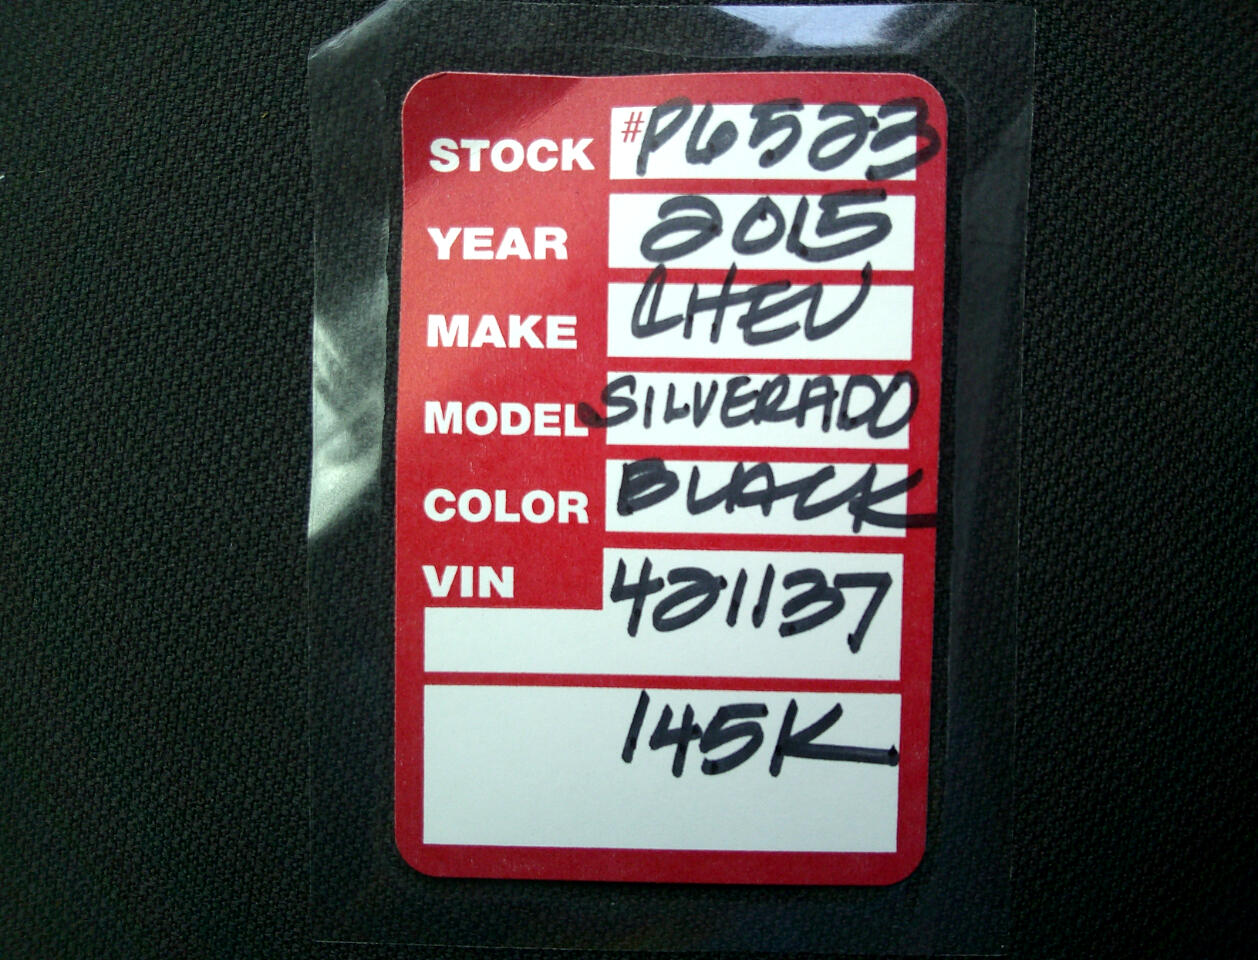 STOCK #P6523
YEAR 2015
MAKE CHEV
MODEL SILVERADO
COLOR BLACK
VIN 421137
145K